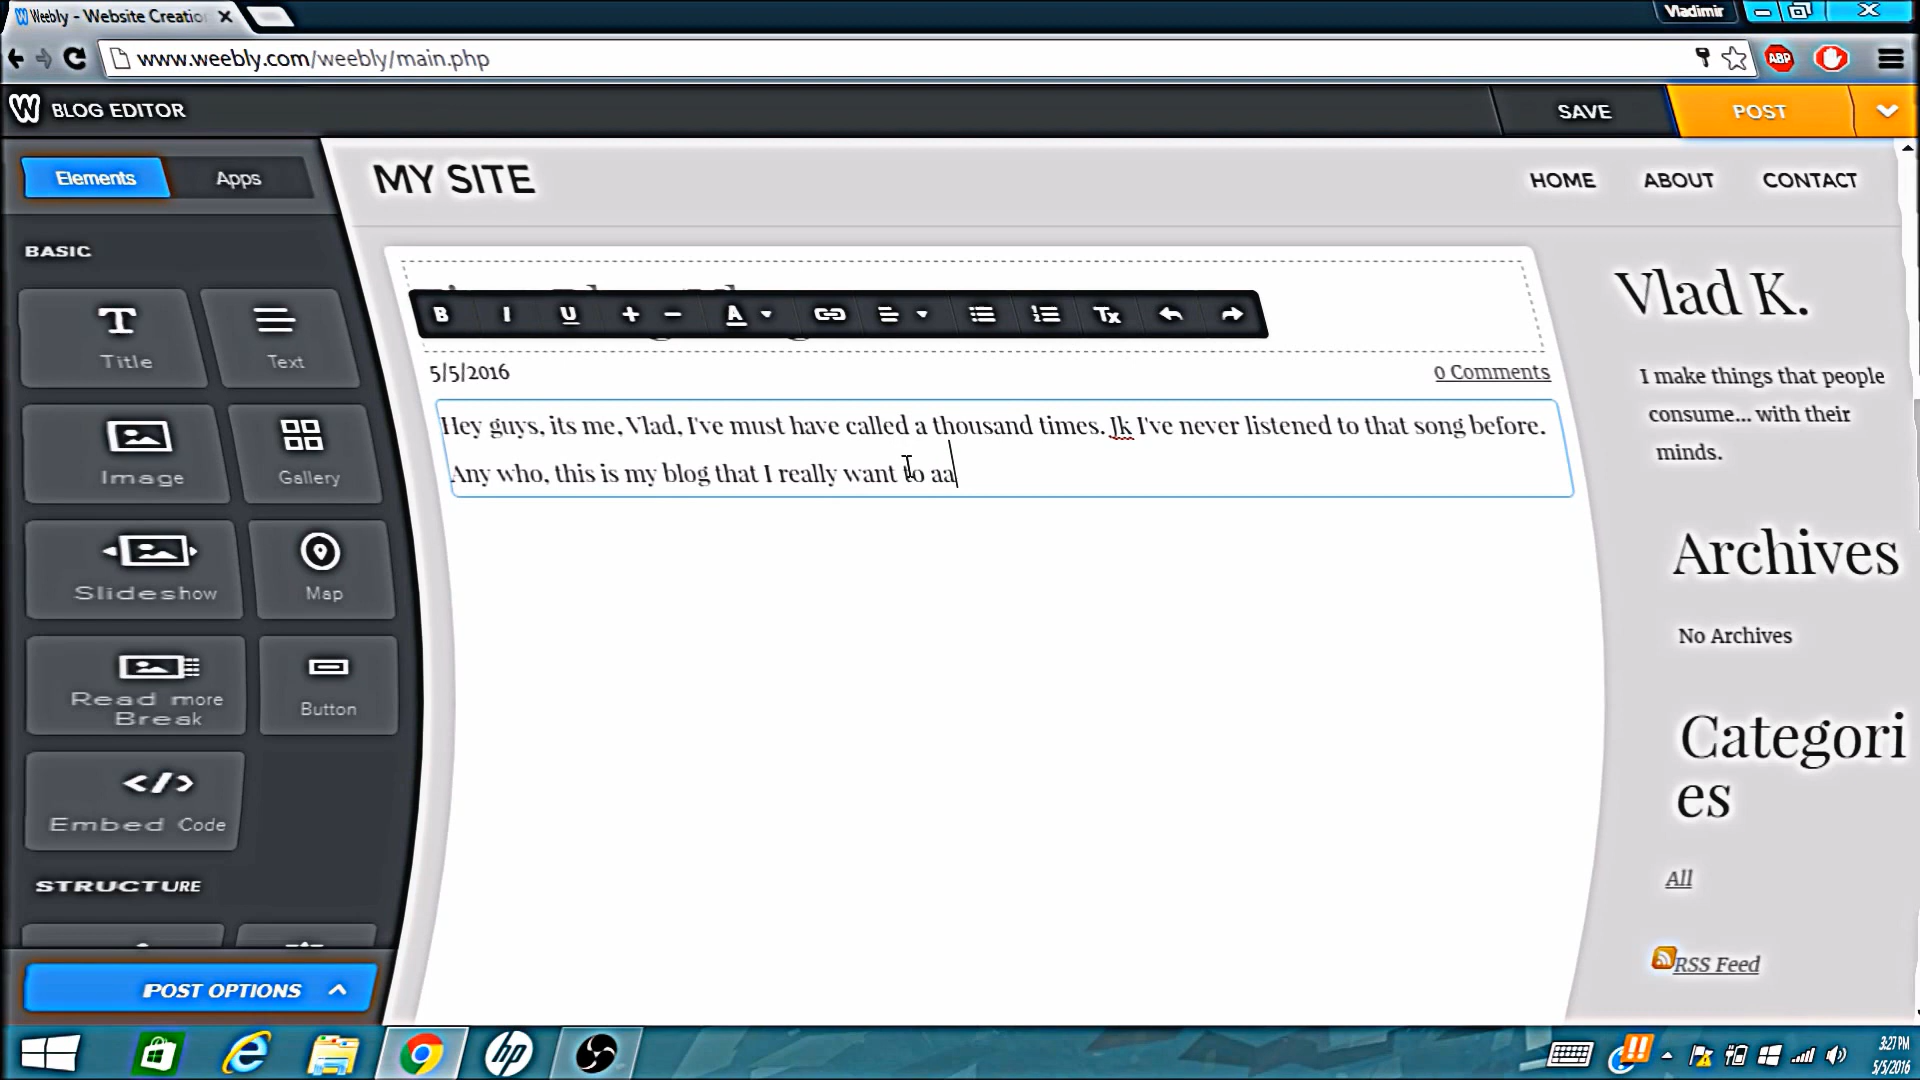 Weebly - Website Creatio
Vladimir
www.weebly.com/weebly/main.php
ABP
BLOG EDITOR
SAVE
POST
Elements
Apps
MY SITE
HOME
ABOUT
CONTACT
BASIC
Title
Text
Image
Gallery
Slideshow
Map
Read more
Break
Button
Embed Code
STRUCTURE
POST OPTIONS
B I U + - A Tx
5/5/2016
0 Comments
Hey guys, its me, Vlad, I've must have called a thousand times. Jk I've never listened to that song before.
Any who, this is my blog that I really want to aa
Vlad K.
I make things that people
consume... with their
minds.
Archives
No Archives
Categori
es
All
RSS Feed
hp
3:27 PM
5/5/2016